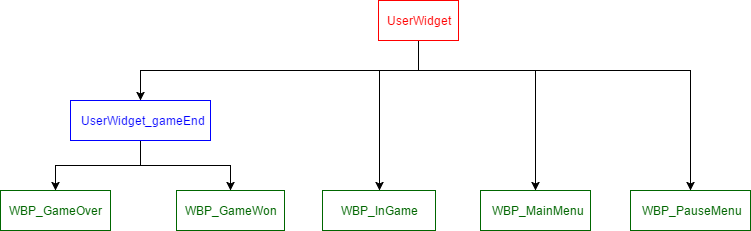 UserWidget
UserWidget_gameEnd
WBP_GameOver
WBP_GameWon
WBP_InGame
WBP_MainMenu
WBP_PauseMenu